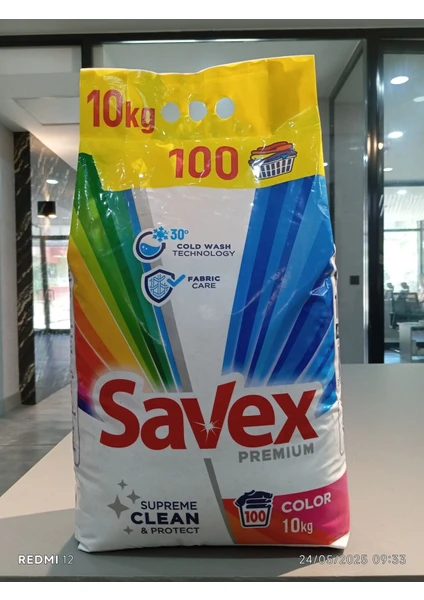 10kg
100
30°
COLD WASH
TECHNOLOGY
FABRIC
CARE
Savex
PREMIUM
SUPREME
CLEAN
& PROTECT
100
COLOR
10kg
REDMI 12
24/05/2025 09:33